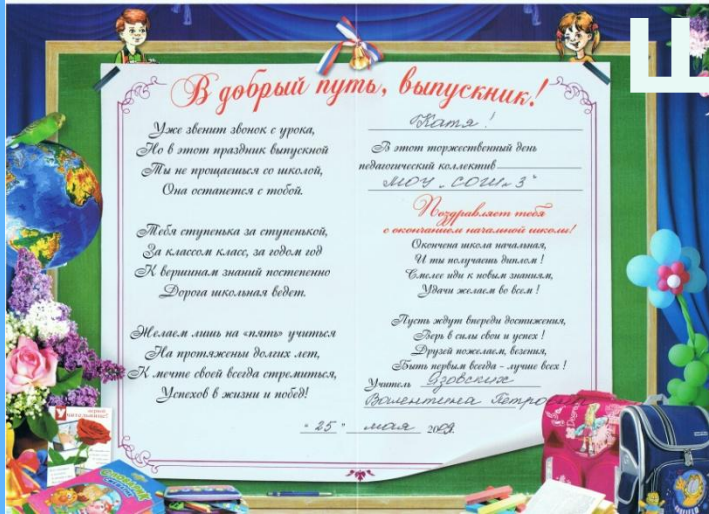 Ц
В добрый путь, выпускник!
Уже звенит звонок с урока,
Но в этот праздник выпускной
Ты не прощаешься со школой,
Она останется с тобой.
Тебя ступенька за ступенькой,
За классом класс, за годом год
К вершинам знаний постепенно
Дорога школьная ведет.
Желаем лишь на «пять» учиться
На протяженьи долгих лет,
К мечте своей всегда стремиться,
Успехов в жизни и побед!
Катя!
В этот торжественный день
педагогический коллектив
МОУ "СОШ №3"
Поздравляет тебя
с окончанием начальной школы!
Окончена школа начальная,
И ты получаешь диплом!
Смелее иди к новым знаниям,
Удачи желаем во всем!
Пусть ждут впереди достижения,
Верь в силы свои и успех!
Друзей пожелаем, везения,
Быть первым всегда - лучше всех!
Учитель Язовских
Валентина Петровна
"25" мая 2009